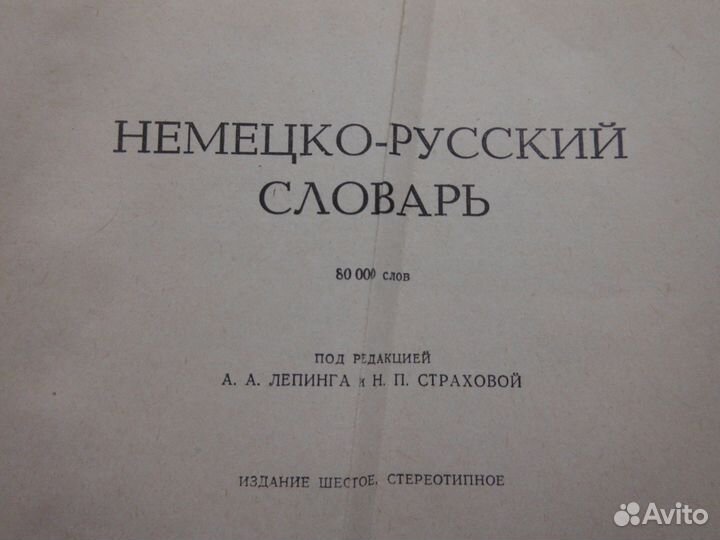 НЕМЕЦКО-РУССКИЙ
СЛОВАРЬ
80 000 слов
ПОД РЕДАКЦИЕЙ
А. А. ЛЕПИНГА и Н. П. СТРАХОВОЙ
ИЗДАНИЕ ШЕСТОЕ, СТЕРЕОТИПНОЕ
Avito